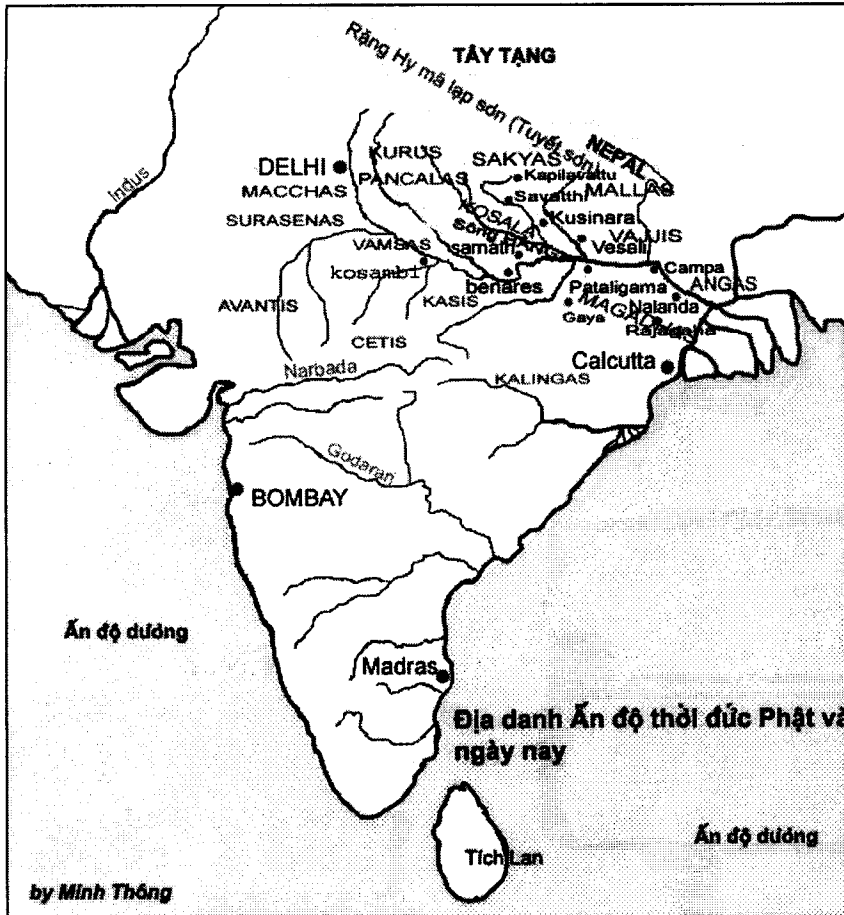 TÂY TẠNG
Rặng Hy mã lạp sơn (Tuyết sơn)
NEPAL
Indus
DELHI
KURUS
SAKYAS
Kapilavattu
MACCHAS
PANCALAS
MALLAS
Savatthi
SURASENAS
KOSALA
Kusinara
VAJJIS
VAMSAS
Vesali
kosambi
sarnath
Campa
benares
Pataligama
ANGAS
AVANTIS
KASIS
Nalanda
Gaya
CETIS
Calcutta
Narbada
KALINGAS
Godaran
BOMBAY
Ấn độ dương
Madras
Địa danh Ấn độ thời đức Phật và
ngày nay
Tích Lan
Ấn độ dương
by Minh Thông